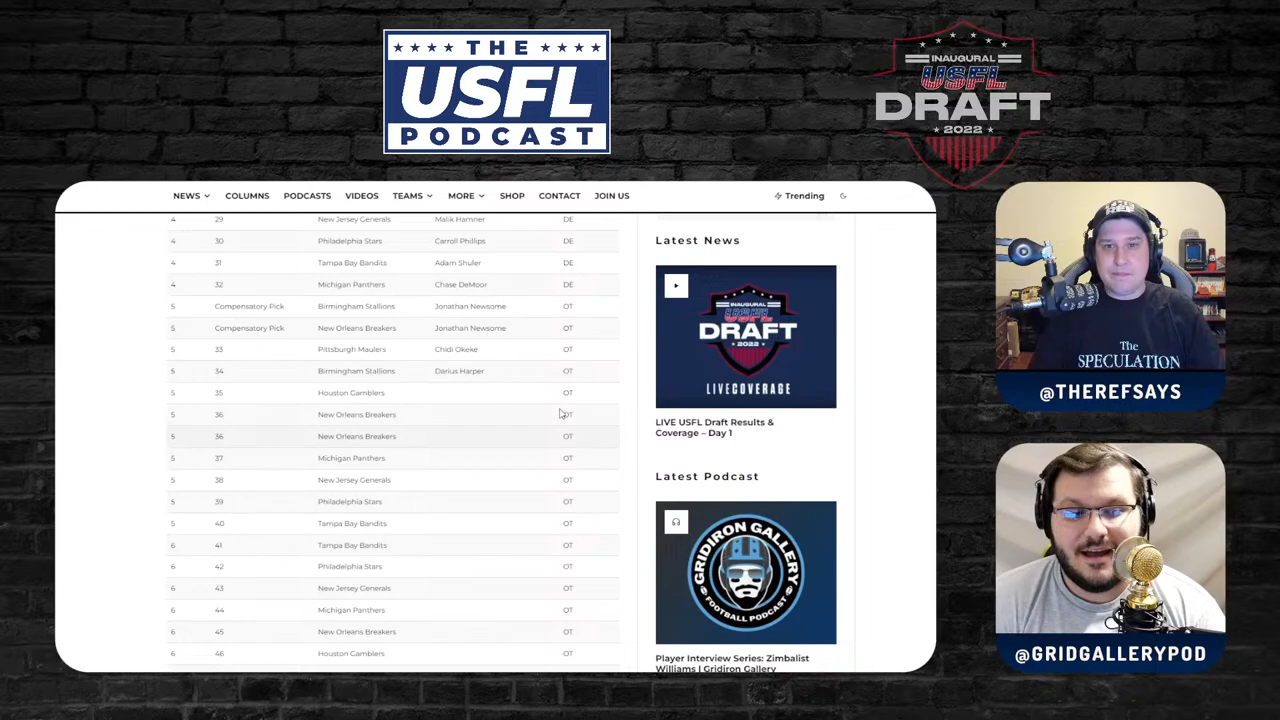 THE
USFL
PODCAST
INAUGURAL
USFL
DRAFT
2022
NEWS COLUMNS PODCASTS VIDEOS TEAMS MORE SHOP CONTACT JOIN US Trending
4 29 New Jersey Generals Malik Hamner DE
4 30 Philadelphia Stars Carroll Phillips DE
4 31 Tampa Bay Bandits Adam Shuler DE
4 32 Michigan Panthers Chase DeMoor DE
5 Compensatory Pick Birmingham Stallions Jonathan Newsome OT
5 Compensatory Pick New Orleans Breakers Jonathan Newsome OT
5 33 Pittsburgh Maulers Chidi Okeke OT
5 34 Birmingham Stallions Darius Harper OT
5 35 Houston Gamblers OT
5 36 New Orleans Breakers OT
5 36 New Orleans Breakers OT
5 37 Michigan Panthers OT
5 38 New Jersey Generals OT
5 39 Philadelphia Stars OT
5 40 Tampa Bay Bandits OT
6 41 Tampa Bay Bandits OT
6 42 Philadelphia Stars OT
6 43 New Jersey Generals OT
6 44 Michigan Panthers OT
6 45 New Orleans Breakers OT
6 46 Houston Gamblers OT
Latest News
INAUGURAL
USFL
DRAFT
2022
LIVECOVERAGE
LIVE USFL Draft Results &
Coverage – Day 1
Latest Podcast
GRIDIRON GALLERY
FOOTBALL PODCAST
Player Interview Series: Zimbalist
Williams | Gridiron Gallery
The
SPECULATION
@THEREFSAYS
@GRIDGALLERYPOD